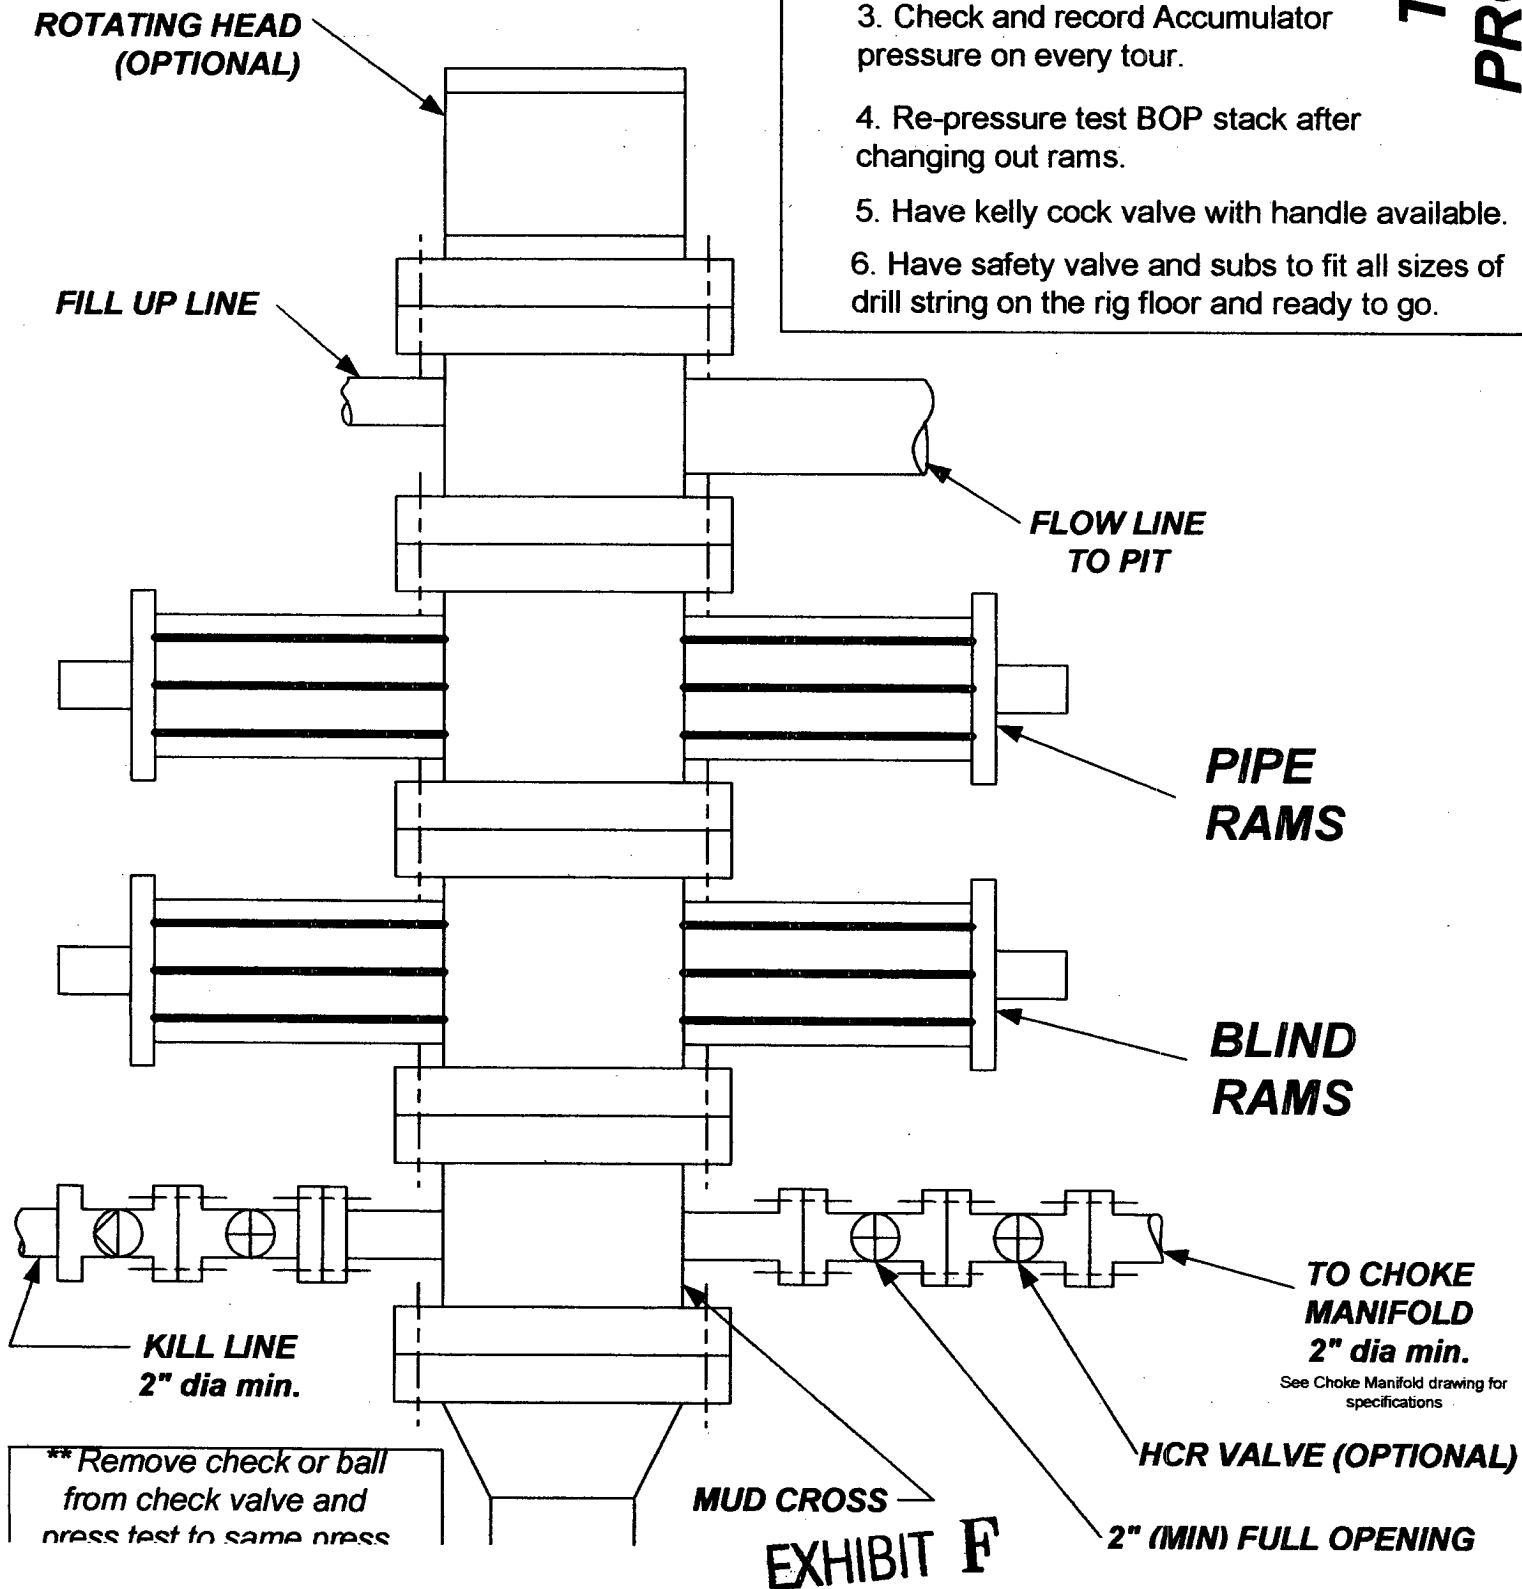 ROTATING HEAD
(OPTIONAL)
3. Check and record Accumulator
pressure on every tour.
4. Re-pressure test BOP stack after
changing out rams.
5. Have kelly cock valve with handle available.
6. Have safety valve and subs to fit all sizes of
drill string on the rig floor and ready to go.
FILL UP LINE
FLOW LINE
TO PIT
PIPE
RAMS
BLIND
RAMS
KILL LINE
2" dia min.
TO CHOKE
MANIFOLD
2" dia min.
See Choke Manifold drawing for
specifications
HCR VALVE (OPTIONAL)
** Remove check or ball
from check valve and
press test to same press
MUD CROSS
2" (MIN) FULL OPENING
EXHIBIT F